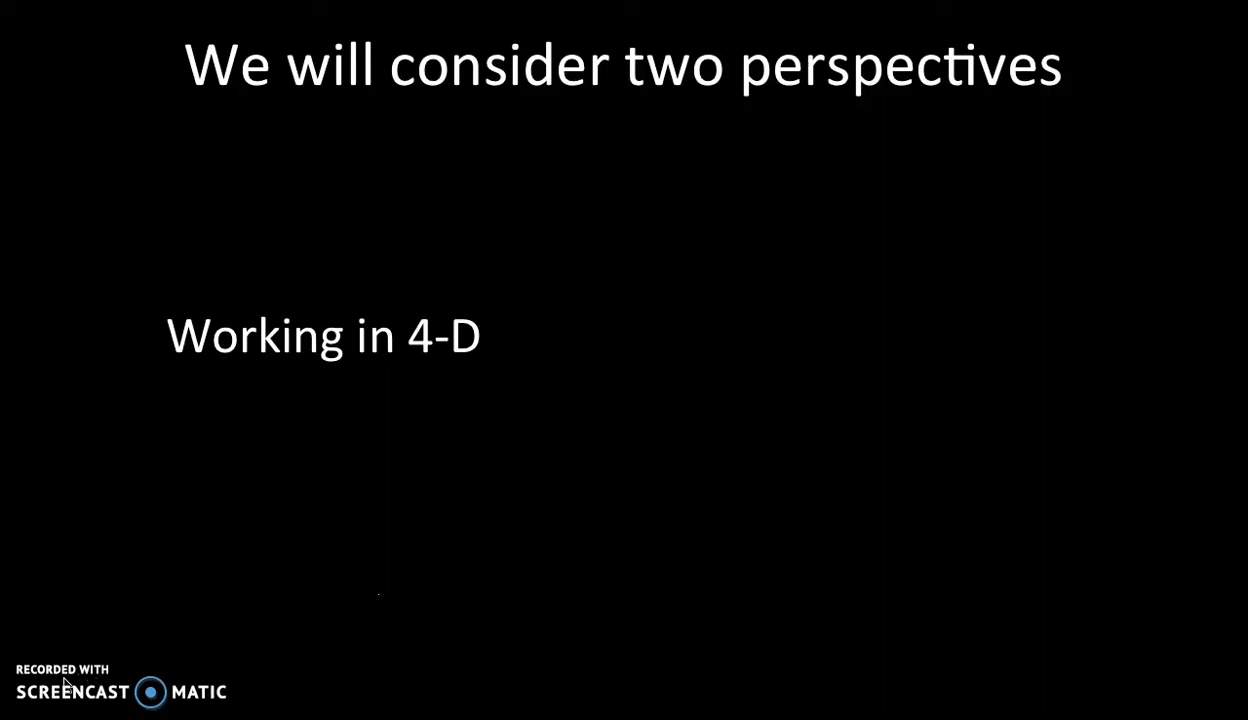 We will consider two perspectives
Working in 4-D
RECORDED WITH
SCREENCAST MATIC